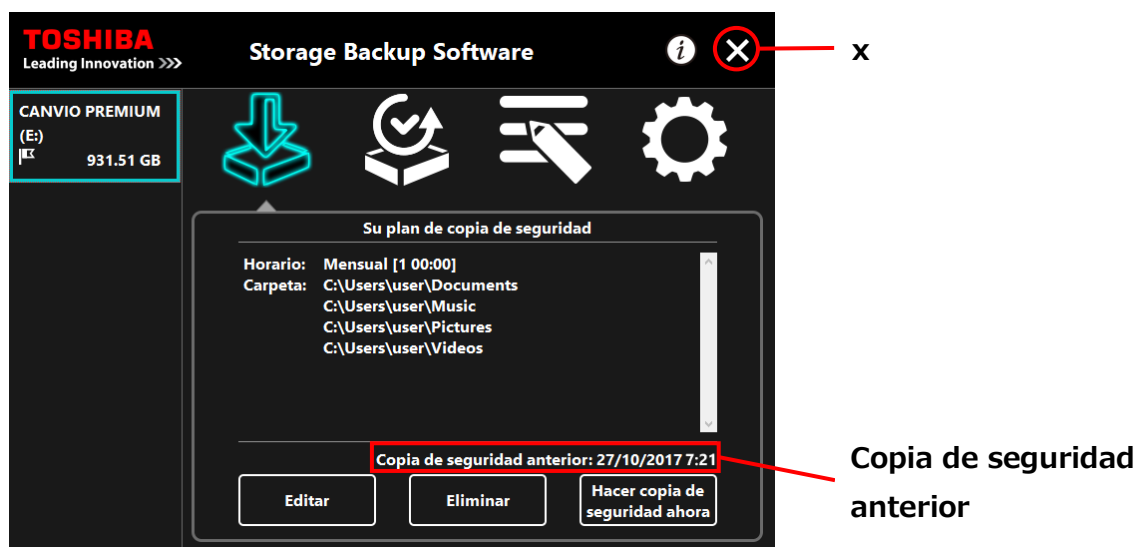 TOSHIBA
Leading Innovation >>>
Storage Backup Software
i
x
CANVIO PREMIUM
(E:)
931.51 GB
Su plan de copia de seguridad
Horario: Mensual [1 00:00]
Carpeta: C:\Users\user\Documents
C:\Users\user\Music
C:\Users\user\Pictures
C:\Users\user\Videos
Copia de seguridad anterior: 27/10/2017 7:21
Copia de seguridad
anterior
Editar
Eliminar
Hacer copia de
seguridad ahora